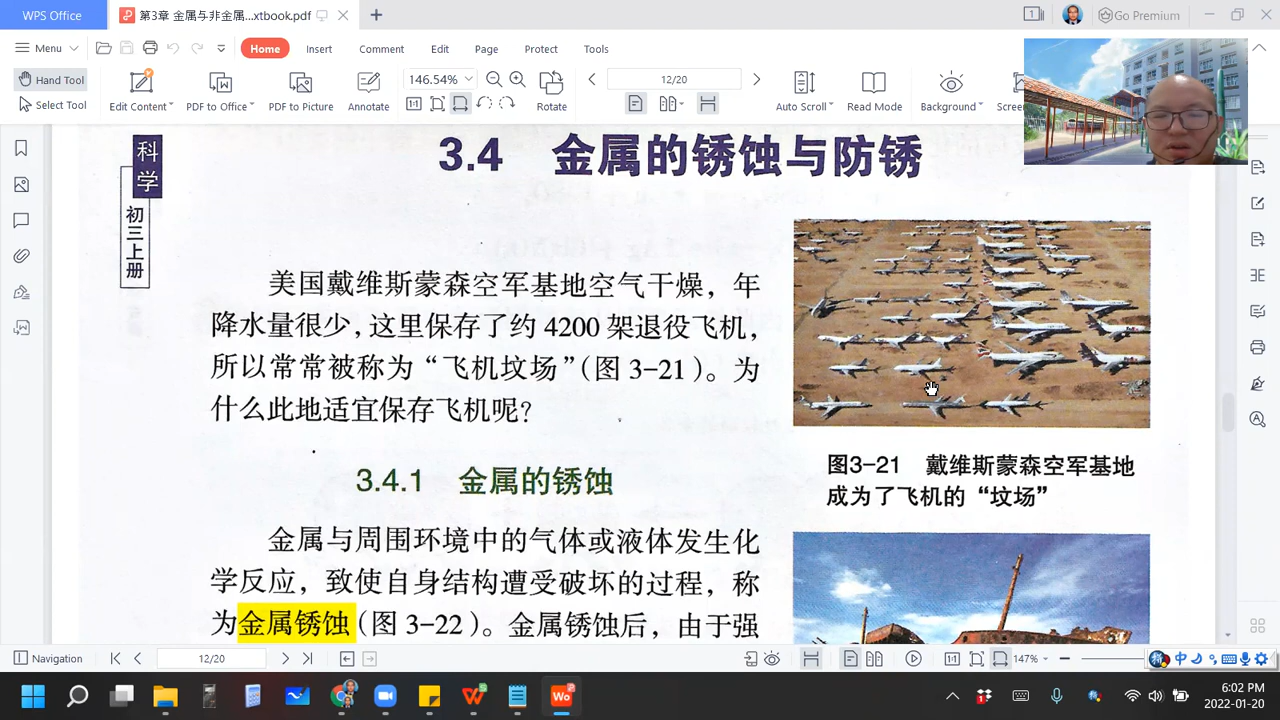 WPS Office
第3章 金属与非金属...xtbook.pdf
1
Go Premium
Menu
Home
Insert
Comment
Edit
Page
Protect
Tools
Hand Tool
Select Tool
Edit Content
PDF to Office
PDF to Picture
Annotate
146.54%
12/20
Rotate
Auto Scroll
Read Mode
Background
Screen
科学
初三上册
3.4 金属的锈蚀与防锈
美国戴维斯蒙森空军基地空气干燥，年
降水量很少，这里保存了约 4200 架退役飞机，
所以常常被称为“飞机坟场”（图 3-21）。为
什么此地适宜保存飞机呢？
图3-21 戴维斯蒙森空军基地
成为了飞机的“坟场”
3.4.1 金属的锈蚀
金属与周围环境中的气体或液体发生化
学反应，致使自身结构遭受破坏的过程，称
为金属锈蚀（图 3-22）。金属锈蚀后，由于强
Navigation
12/20
147%
中
6:02 PM
2022-01-20